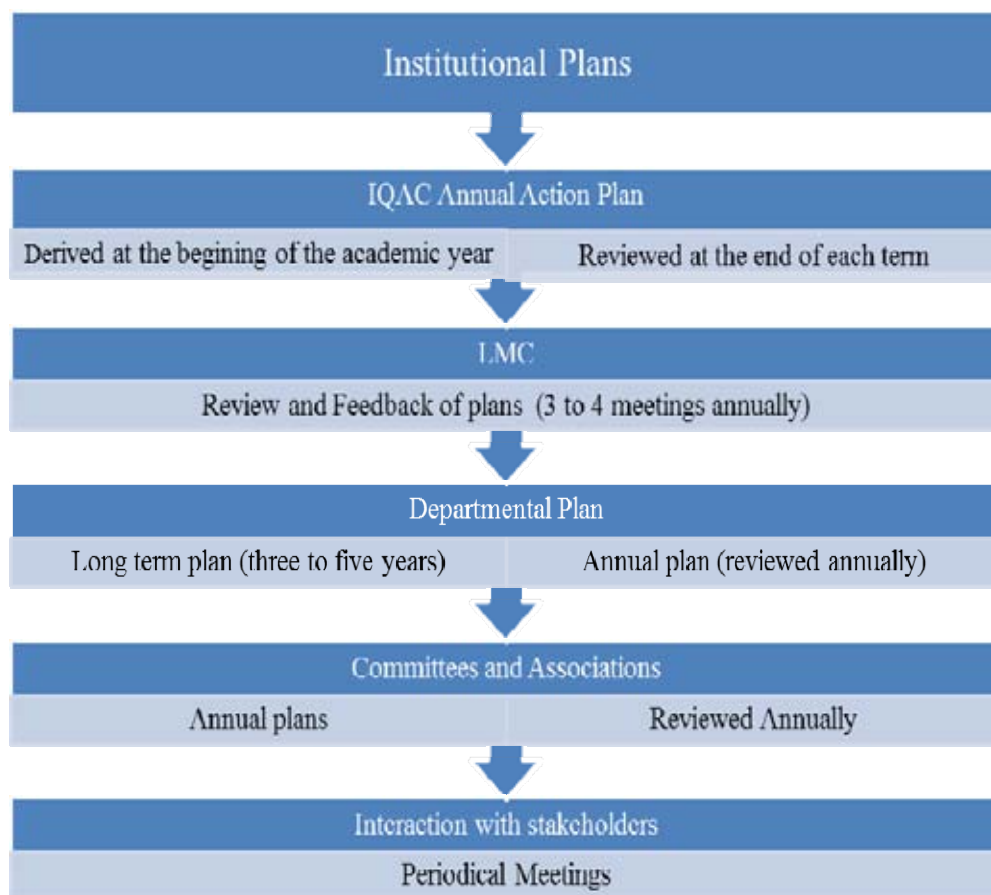 Institutional Plans
IQAC Annual Action Plan
Derived at the begining of the academic year
Reviewed at the end of each term
LMC
Review and Feedback of plans (3 to 4 meetings annually)
Departmental Plan
Long term plan (three to five years)
Annual plan (reviewed annually)
Committees and Associations
Annual plans
Reviewed Annually
Interaction with stakeholders
Periodical Meetings